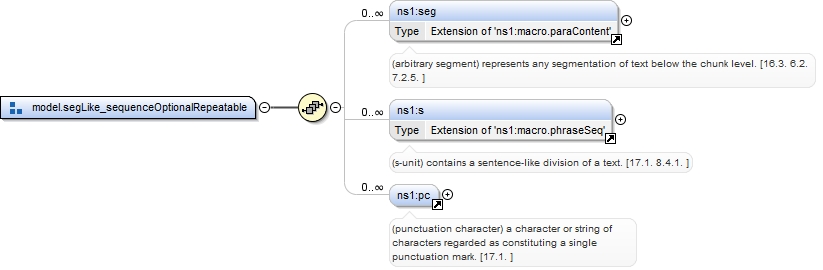 0..∞
ns1:seg
Type Extension of 'ns1:macro.paraContent'
(arbitrary segment) represents any segmentation of text below the chunk level. [16.3. 6.2.
7.2.5. ]
model.segLike_sequenceOptionalRepeatable
0..∞
ns1:s
Type Extension of 'ns1:macro.phraseSeq'
(s-unit) contains a sentence-like division of a text. [17.1. 8.4.1. ]
0..∞
ns1:pc
(punctuation character) a character or string of
characters regarded as constituting a single
punctuation mark. [17.1. ]